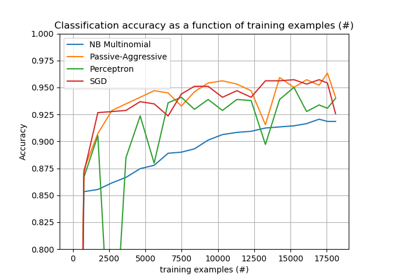 Classification accuracy as a function of training examples (#)
1.000
0.975
0.950
0.925
0.900
0.875
0.850
0.825
0.800
Accuracy
NB Multinomial
Passive-Aggressive
Perceptron
SGD
0 2500 5000 7500 10000 12500 15000 17500
training examples (#)